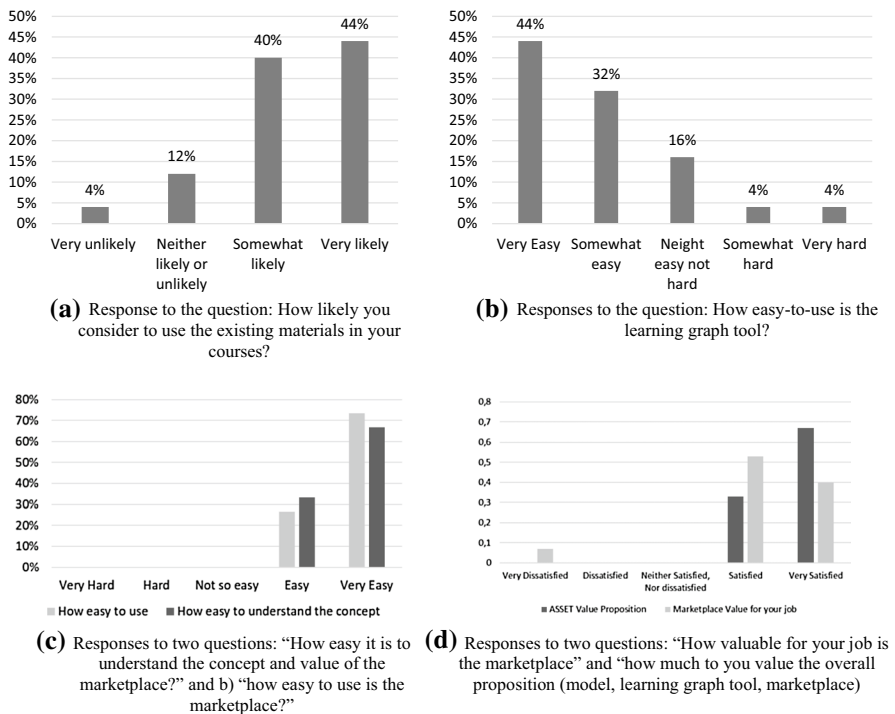 50%
45%
40%
35%
30%
25%
20%
15%
10%
5%
0%
4%
12%
40%
44%
Very unlikely
Neither likely or unlikely
Somewhat likely
Very likely
(a) Response to the question: How likely you
consider to use the existing materials in your
courses?
50%
45%
40%
35%
30%
25%
20%
15%
10%
5%
0%
44%
32%
16%
4%
4%
Very Easy
Somewhat easy
Neight easy not hard
Somewhat hard
Very hard
(b) Responses to the question: How easy-to-use is the
learning graph tool?
80%
70%
60%
50%
40%
30%
20%
10%
0%
Very Hard
Hard
Not so easy
Easy
Very Easy
How easy to use
How easy to understand the concept
(c) Responses to two questions: “How easy it is to
understand the concept and value of the
marketplace?” and b) “how easy to use is the
marketplace?”
0,8
0,7
0,6
0,5
0,4
0,3
0,2
0,1
0
Very Dissatisfied
Dissatisfied
Neither Satisfied, Nor dissatisfied
Satisfied
Very Satisfied
ASSET Value Proposition
Marketplace Value for your job
(d) Responses to two questions: “How valuable for your job is
the marketplace” and “how much to you value the overall
proposition (model, learning graph tool, marketplace)